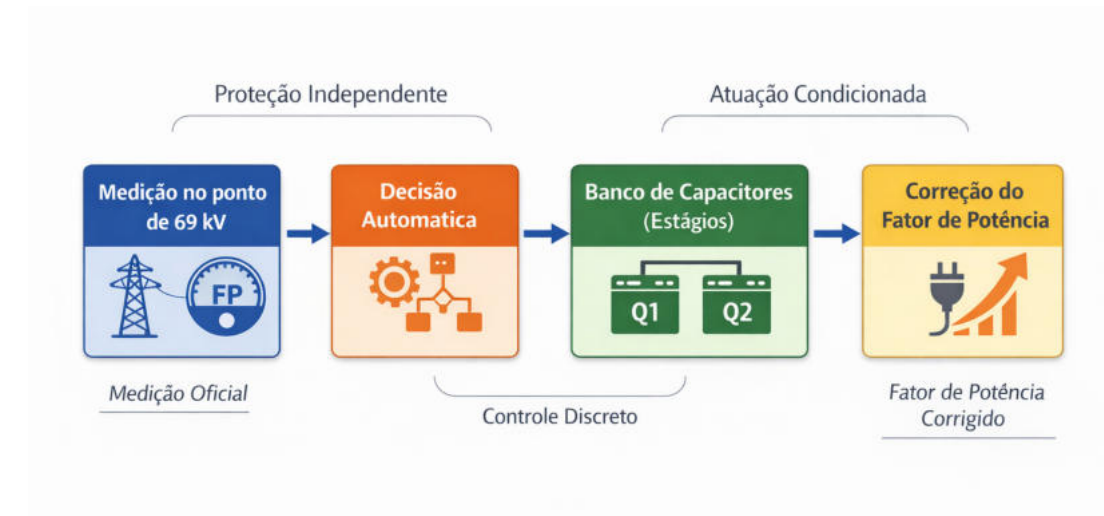 Proteção Independente
Atuação Condicionada
Medição no ponto
de 69 kV
Decisão
Automatica
Banco de Capacitores
(Estágios)
Correção do
Fator de Potência
FP
Q1
Q2
Medição Oficial
Controle Discreto
Fator de Potência
Corrigido